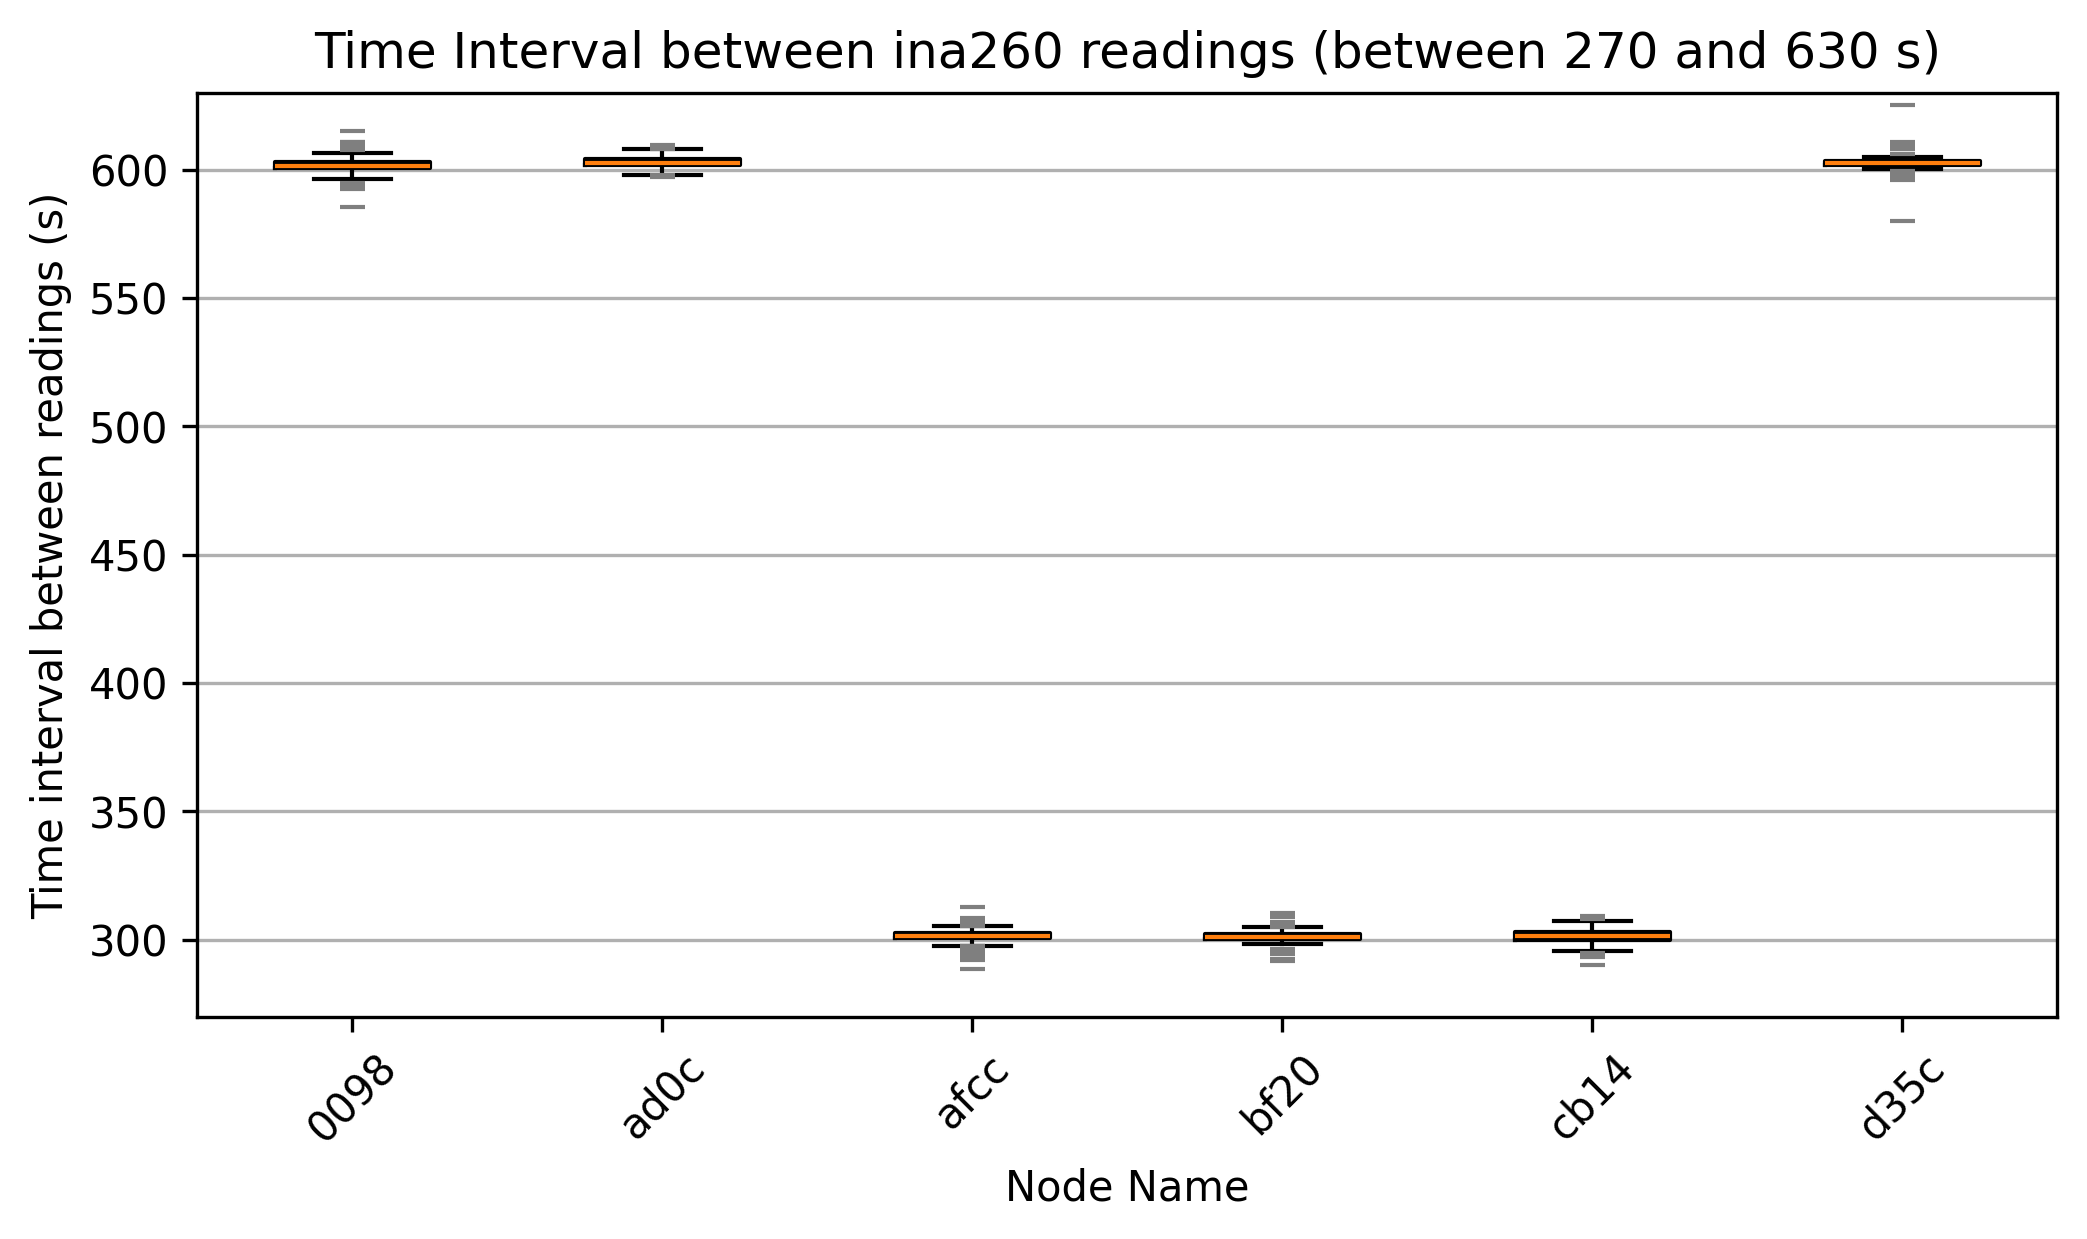 Time Interval between ina260 readings (between 270 and 630 s)
Time interval between readings (s)
600
550
500
450
400
350
300
0098
ad0c
afcc
bf20
cb14
d35c
Node Name